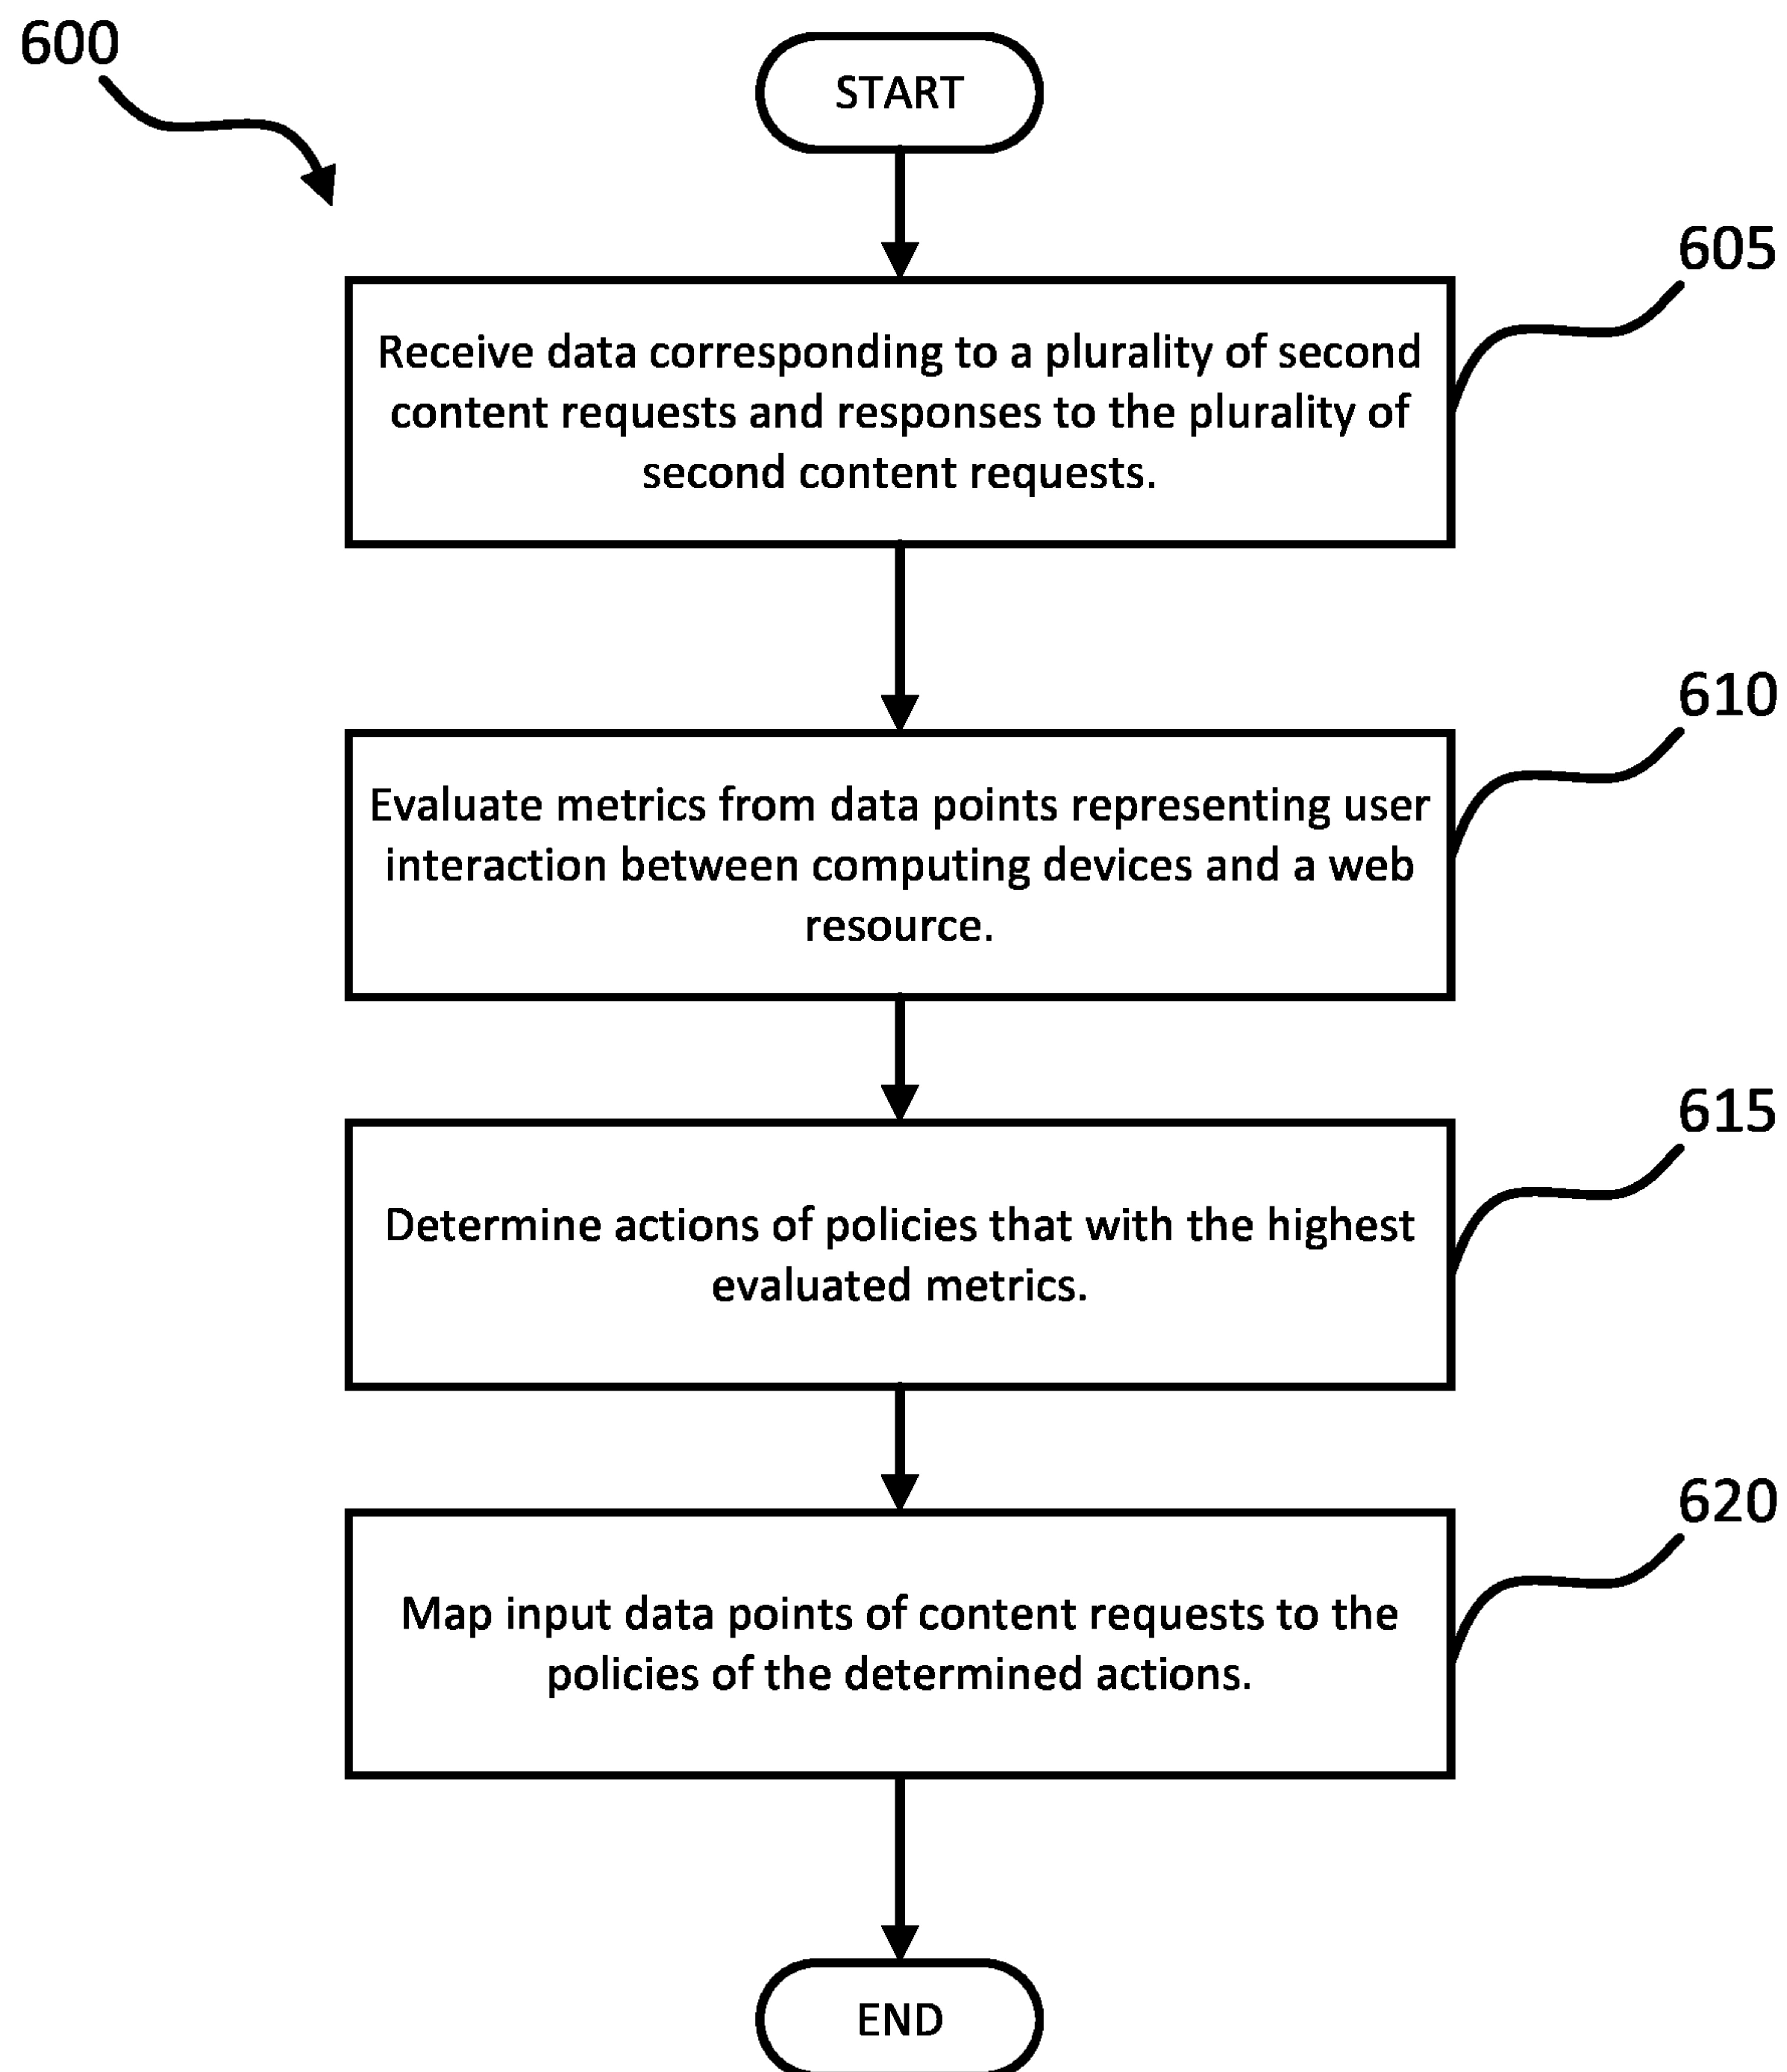 600
START
605
Receive data corresponding to a plurality of second
content requests and responses to the plurality of
second content requests.
610
Evaluate metrics from data points representing user
interaction between computing devices and a web
resource.
615
Determine actions of policies that with the highest
evaluated metrics.
620
Map input data points of content requests to the
policies of the determined actions.
END